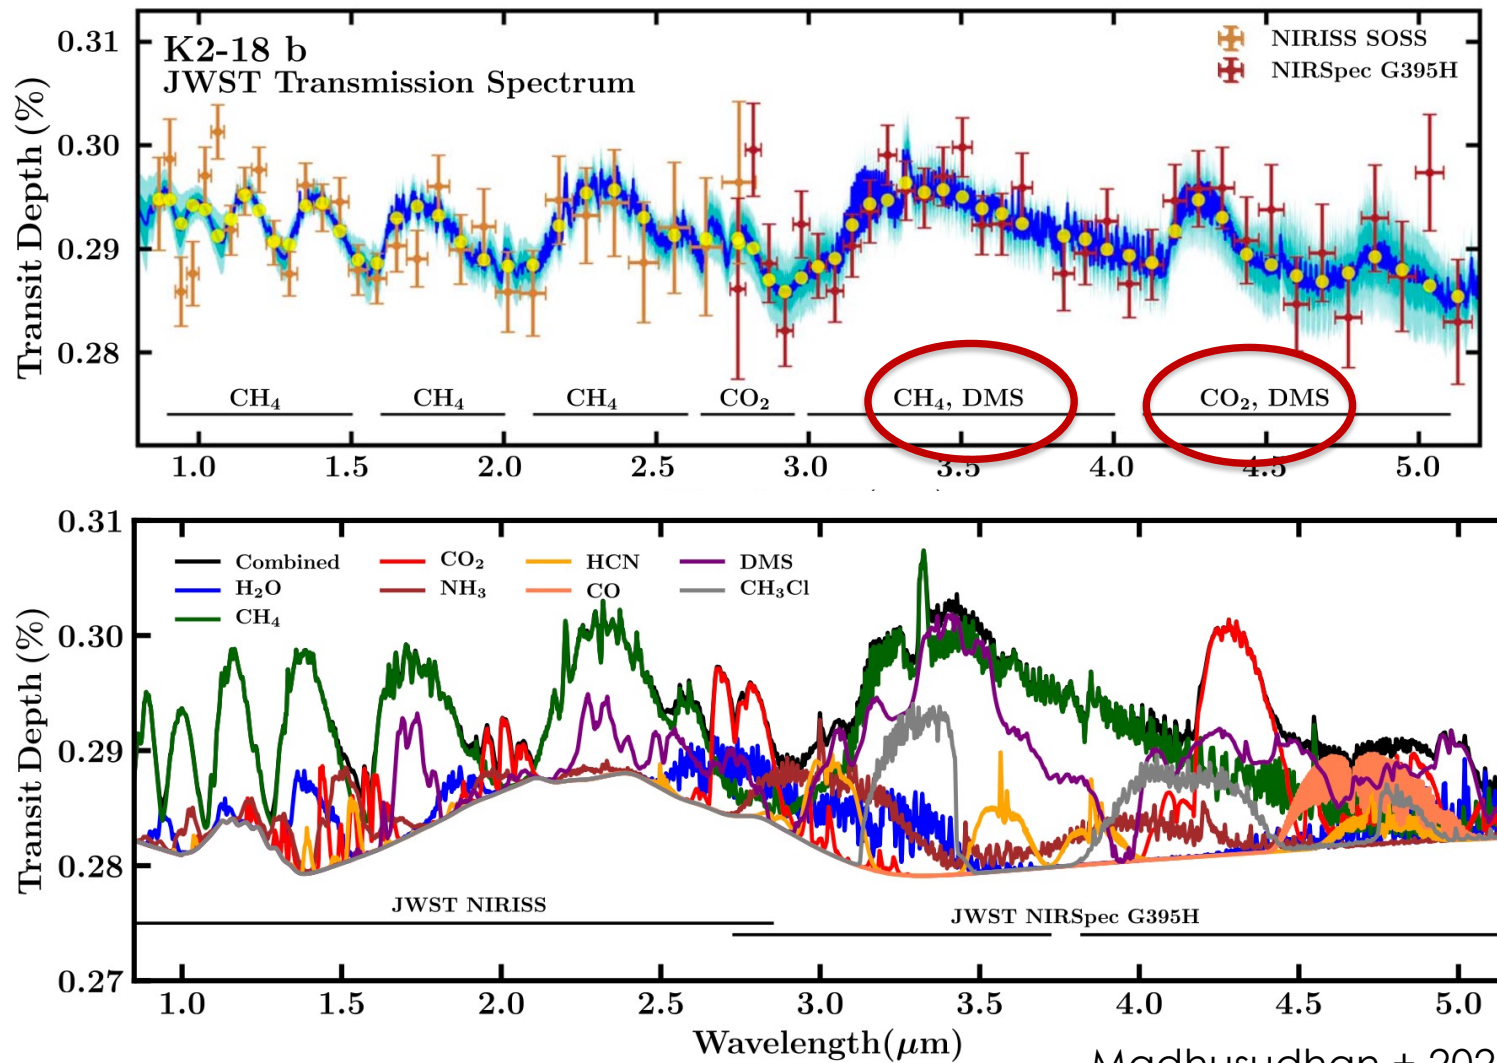 K2-18 b
JWST Transmission Spectrum
NIRISS SOSS
NIRSpec G395H
Transit Depth (%)
0.31
0.30
0.29
0.28
CH₄
CH₄
CH₄
CO₂
CH₄, DMS
CO₂, DMS
1.0 1.5 2.0 2.5 3.0 3.5 4.0 4.5 5.0
Transit Depth (%)
0.31
0.30
0.29
0.28
0.27
Combined
H₂O
CH₄
CO₂
NH₃
HCN
CO
DMS
CH₃Cl
JWST NIRISS
JWST NIRSpec G395H
1.0 1.5 2.0 2.5 3.0 3.5 4.0 4.5 5.0
Wavelength(μm)
Madhusudhan + 202